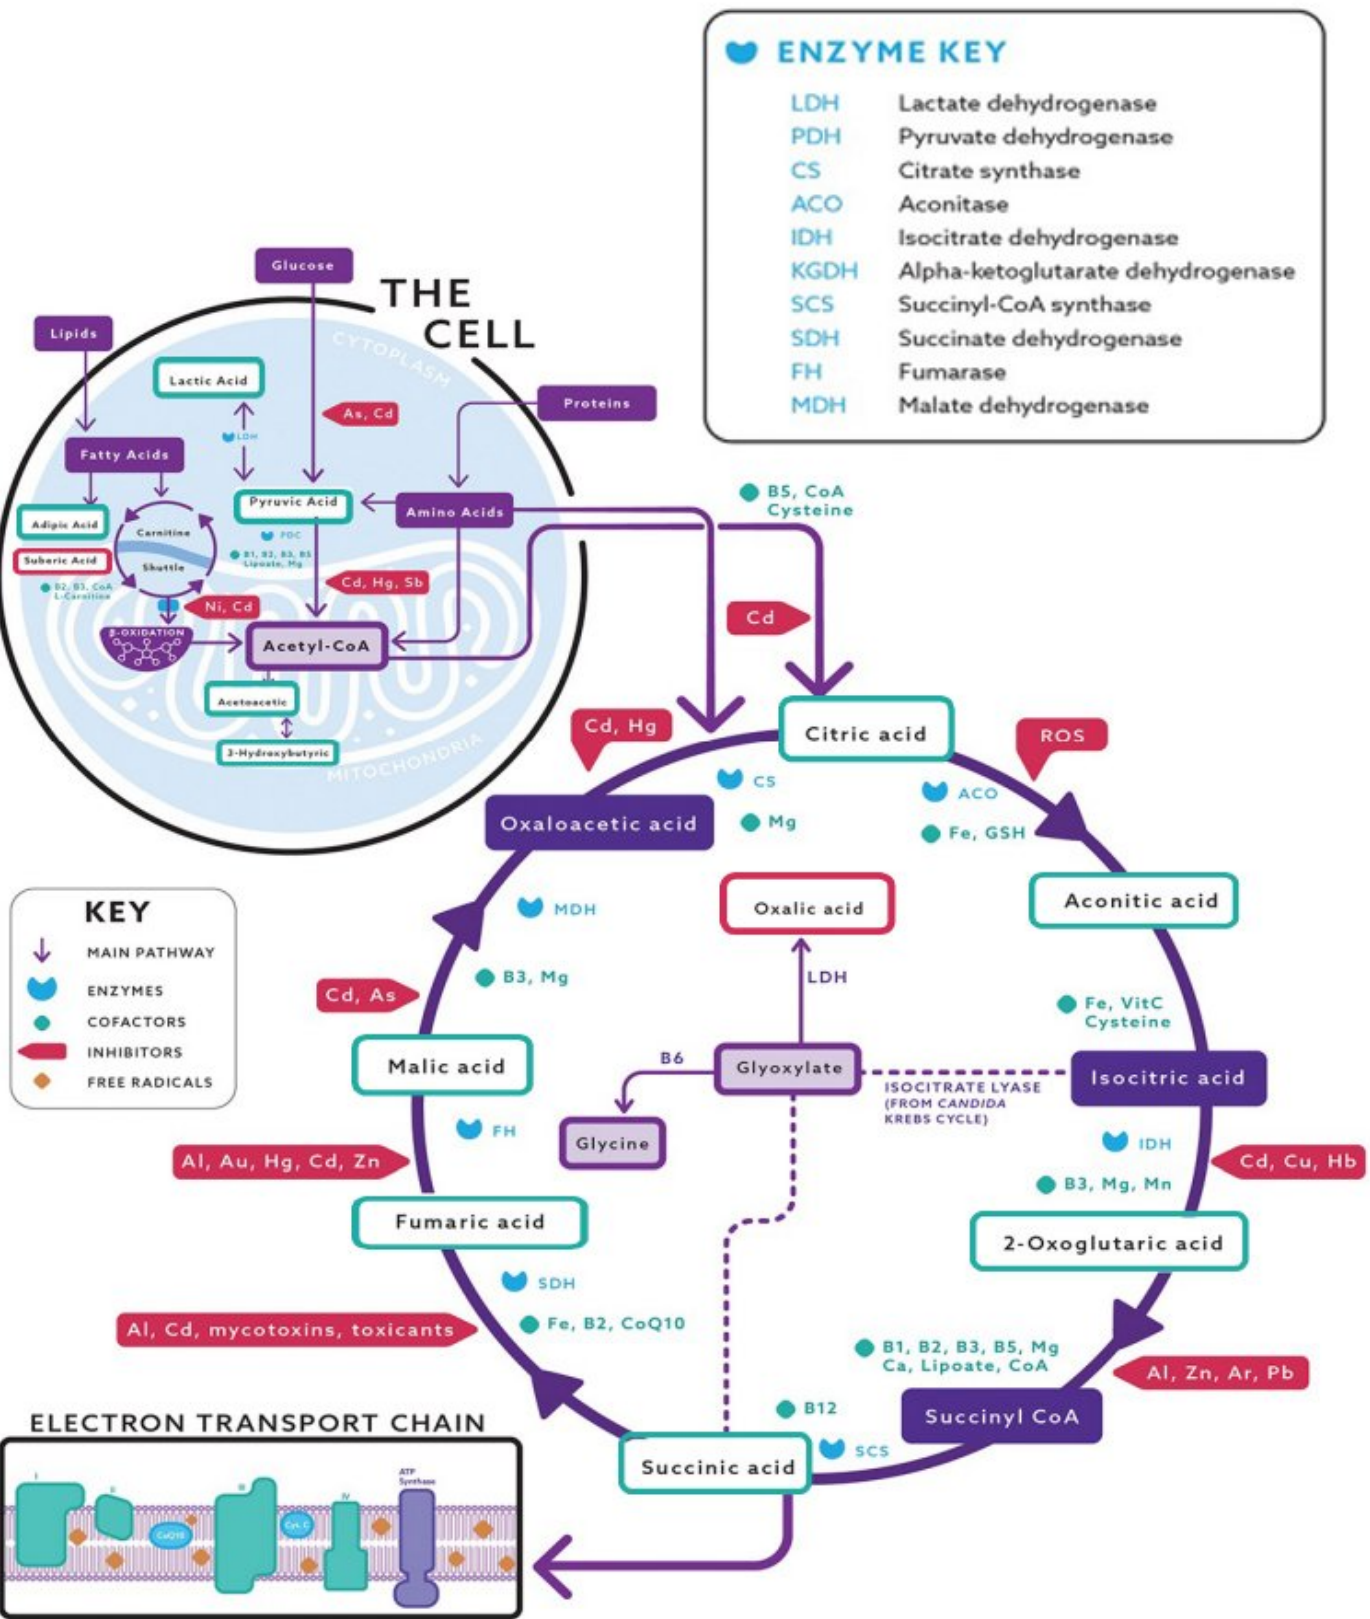 ENZYME KEY
LDH Lactate dehydrogenase
PDH Pyruvate dehydrogenase
CS Citrate synthase
ACO Aconitase
IDH Isocitrate dehydrogenase
KGDH Alpha-ketoglutarate dehydrogenase
SCS Succinyl-CoA synthase
SDH Succinate dehydrogenase
FH Fumarase
MDH Malate dehydrogenase
Glucose
THE
CELL
CYTOPLASM
Lipids
Lactic Acid
As, Cd
Proteins
LDH
Fatty Acids
Pyruvic Acid
Amino Acids
Adipic Acid
Carnitine
Shuttle
Suberic Acid
B2, B3, CoA
L-Carnitine
PDC
B1, B2, B3, B5
Lipoate, Mg
Cd, Hg, Sb
Ni, Cd
β-OXIDATION
Acetyl-CoA
Acetoacetic
3-Hydroxybutyric
MITOCHONDRIA
B5, CoA
Cysteine
Cd
Cd, Hg
Citric acid
ROS
CS
Mg
ACO
Fe, GSH
Oxaloacetic acid
Aconitic acid
Oxalic acid
LDH
MDH
B3, Mg
Cd, As
Fe, VitC
Cysteine
KEY
MAIN PATHWAY
ENZYMES
COFACTORS
INHIBITORS
FREE RADICALS
Malic acid
B6
Glyoxylate
ISOCITRATE LYASE
(FROM CANDIDA
KREBS CYCLE)
Isocitric acid
Glycine
FH
Al, Au, Hg, Cd, Zn
IDH
B3, Mg, Mn
Cd, Cu, Hb
Fumaric acid
2-Oxoglutaric acid
SDH
Fe, B2, CoQ10
Al, Cd, mycotoxins, toxicants
B1, B2, B3, B5, Mg
Ca, Lipoate, CoA
Al, Zn, Ar, Pb
B12
SCS
Succinyl CoA
Succinic acid
ELECTRON TRANSPORT CHAIN
I
II
III
IV
ATP
Synthase
CoQ10
Cyt. C